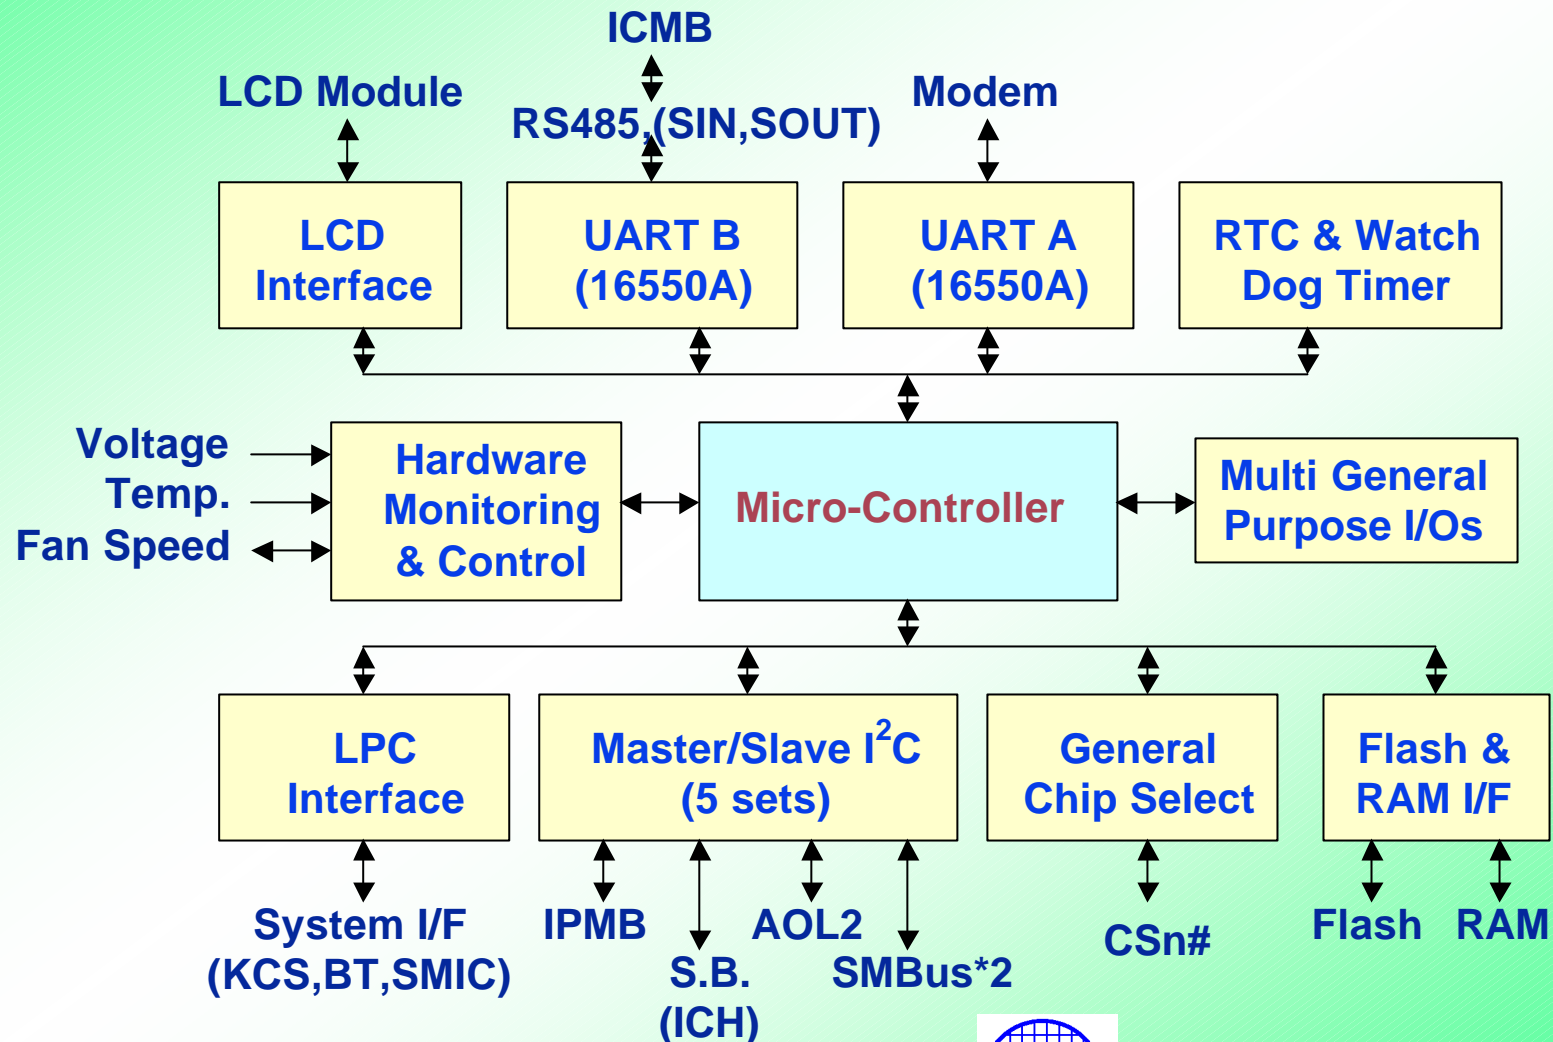 ICMB
LCD Module
Modem
RS485,(SIN,SOUT)
LCD
Interface
UART B
(16550A)
UART A
(16550A)
RTC & Watch
Dog Timer
Voltage
Temp.
Fan Speed
Hardware
Monitoring
& Control
Micro-Controller
Multi General
Purpose I/Os
LPC
Interface
Master/Slave I²C
(5 sets)
General
Chip Select
Flash &
RAM I/F
System I/F
(KCS,BT,SMIC)
IPMB
S.B.
(ICH)
AOL2
SMBus*2
CSn#
Flash
RAM